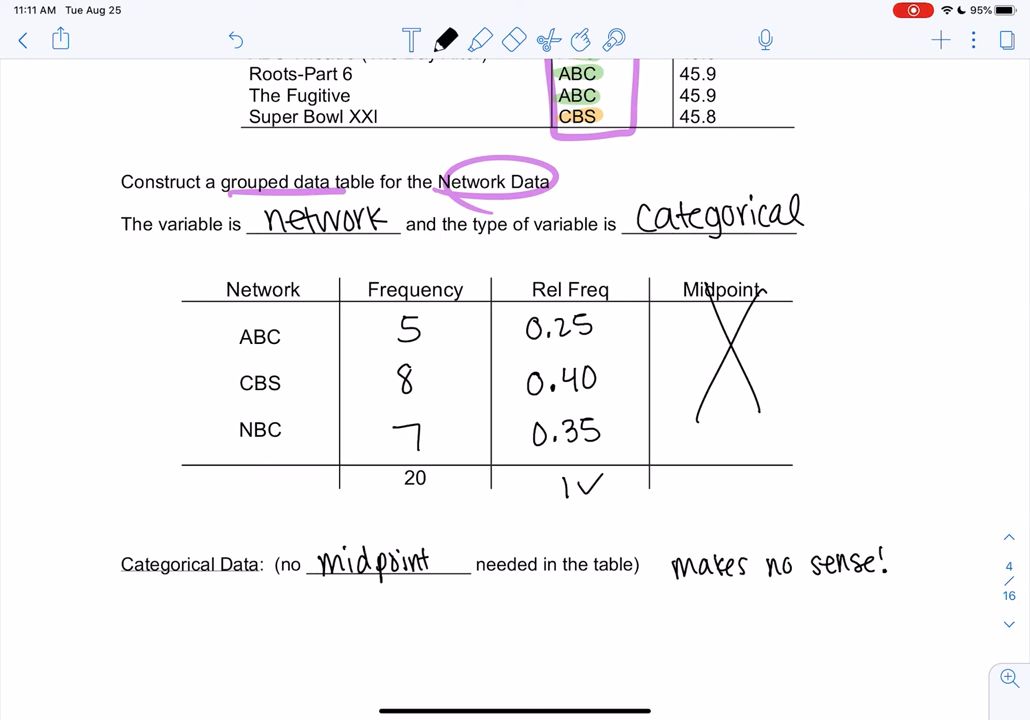 11:11 AM Tue Aug 25 95%
Roots-Part 6 ABC 45.9
The Fugitive ABC 45.9
Super Bowl XXI CBS 45.8
Construct a grouped data table for the Network Data
The variable is network and the type of variable is categorical
Network Frequency Rel Freq Midpoint
ABC 5 0.25
CBS 8 0.40
NBC 7 0.35
20 1 ✓
Categorical Data: (no midpoint needed in the table) makes no sense!
4
/
16